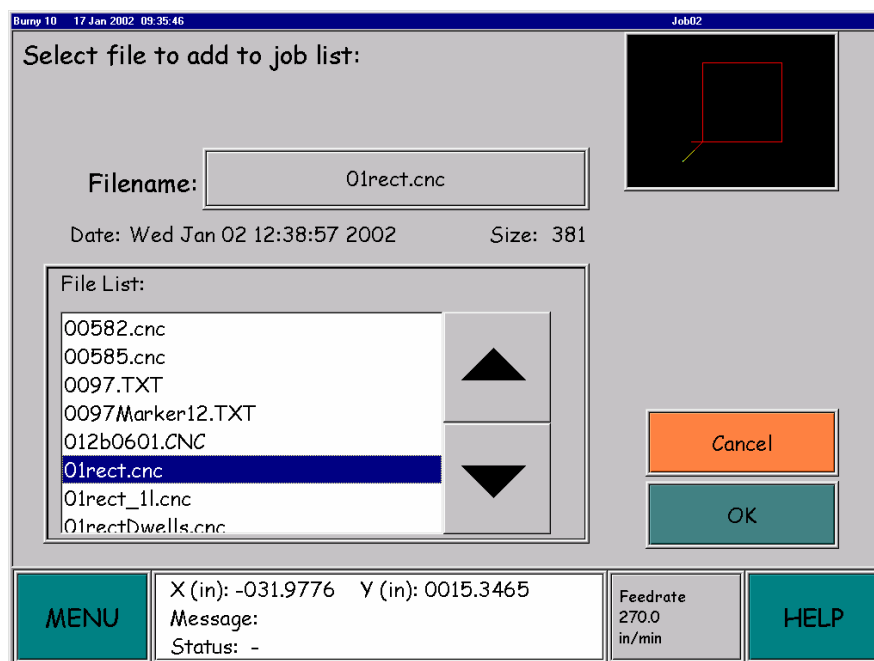 Burny 10 17 Jan 2002 09:35:46 Job02
Select file to add to job list:
Filename: 01rect.cnc
Date: Wed Jan 02 12:38:57 2002 Size: 381
File List:
00582.cnc
00585.cnc
0097.TXT
0097Marker12.TXT
012b0601.CNC
01rect.cnc
01rect_1l.cnc
01rectDwells.cnc
Cancel
OK
MENU
X (in): -031.9776 Y (in): 0015.3465
Message:
Status: -
Feedrate
270.0
in/min
HELP